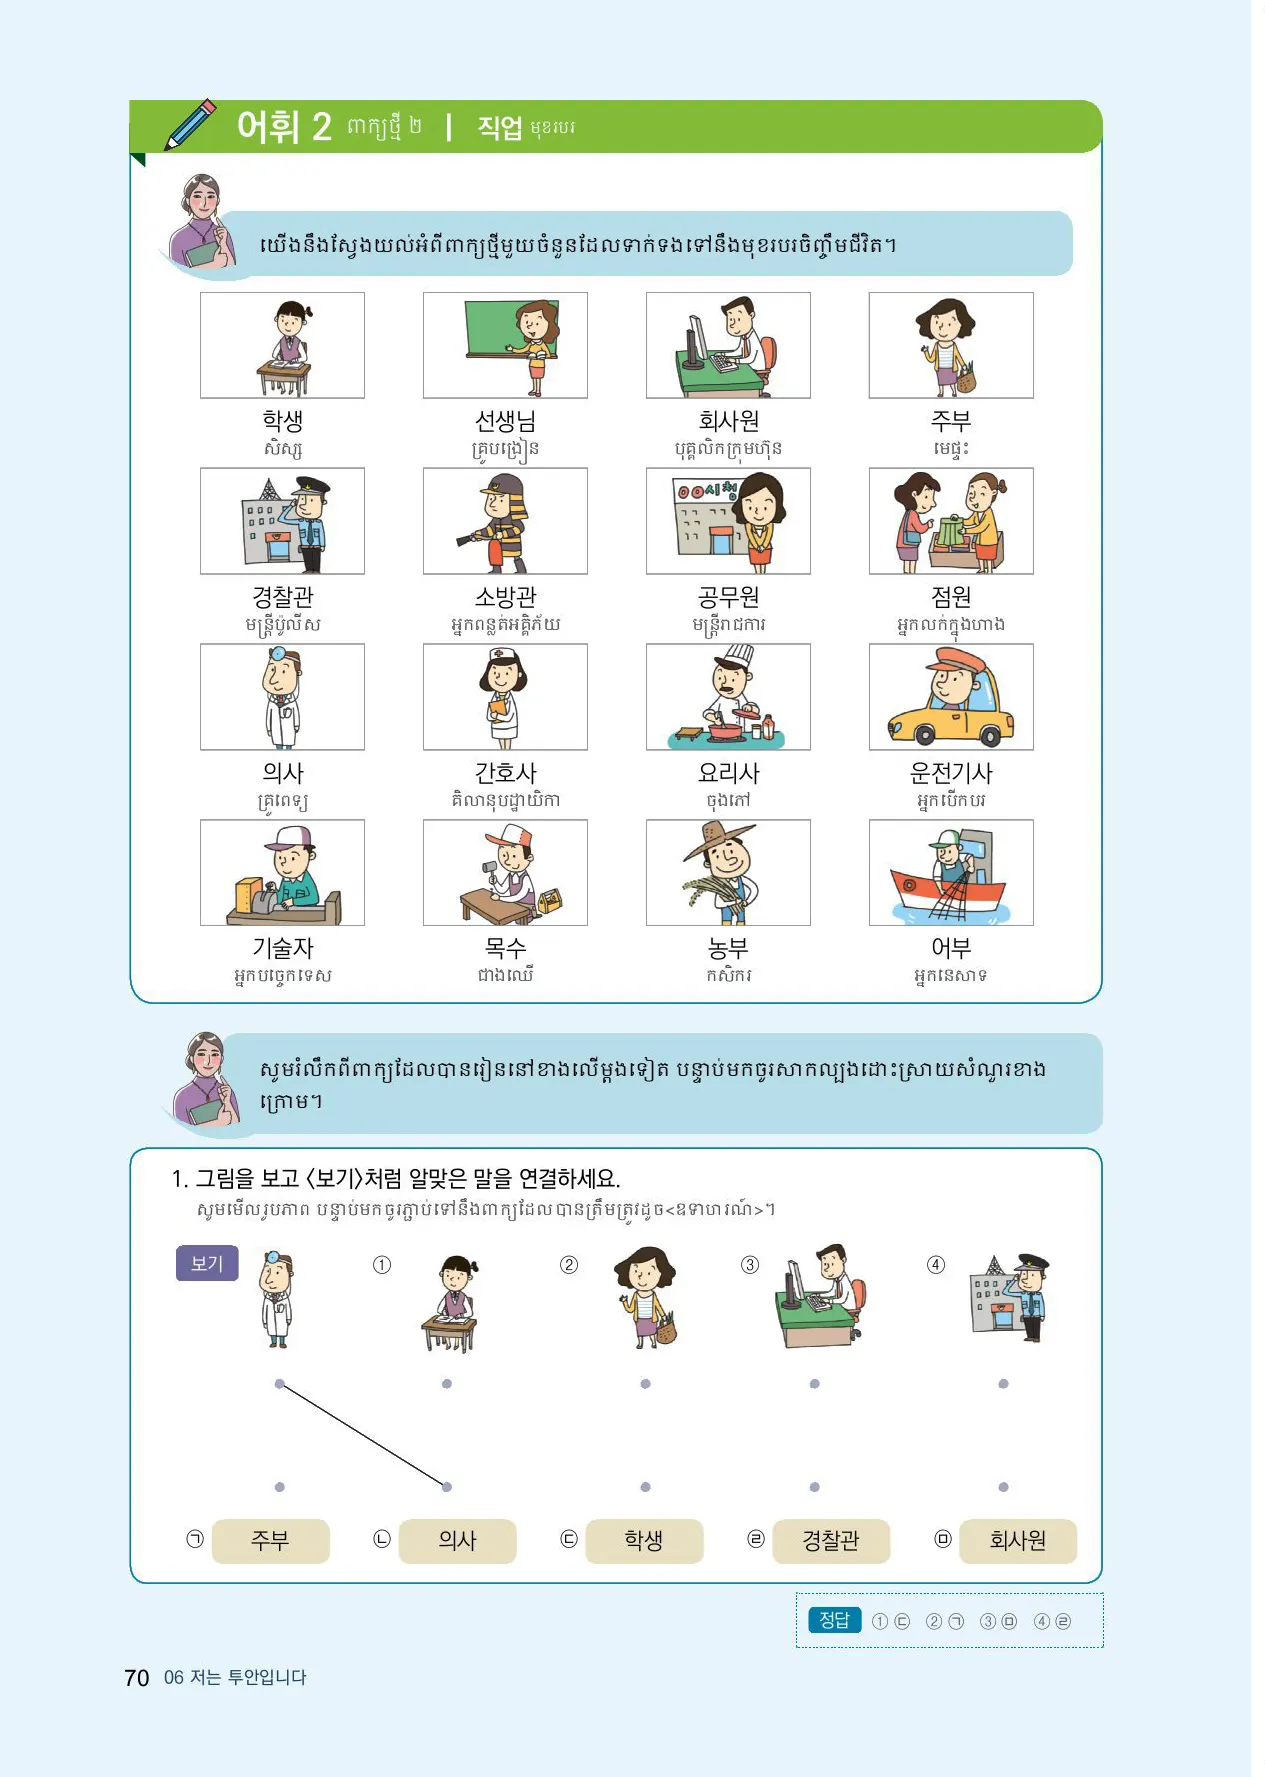 어휘 2 ពាក្យថ្មី ២ | 직업 មុខរបរ
យើងនឹងស្វែងយល់អំពីពាក្យថ្មីមួយចំនួនដែលទាក់ទងទៅនឹងមុខរបរចិញ្ចឹមជីវិត។
학생 선생님 회사원 주부
សិស្ស គ្រូបង្រៀន បុគ្គលិកក្រុមហ៊ុន មេផ្ទះ
○○시청
경찰관 소방관 공무원 점원
មន្ត្រីប៉ូលីស អ្នកពន្លត់អគ្គិភ័យ មន្ត្រីរាជការ អ្នកលក់ក្នុងហាង
의사 간호사 요리사 운전기사
គ្រូពេទ្យ គិលានុបដ្ឋាយិកា ចុងភៅ អ្នកបើកបរ
기술자 목수 농부 어부
អ្នកបច្ចេកទេស ជាងឈើ កសិករ អ្នកនេសាទ
សូមរំលឹកពីពាក្យដែលបានរៀននៅខាងលើម្តងទៀត បន្ទាប់មកចូរសាកល្បងដោះស្រាយសំណួរខាង
ក្រោម។
1. 그림을 보고 〈보기〉처럼 알맞은 말을 연결하세요.
សូមមើលរូបភាព បន្ទាប់មកចូរភ្ជាប់ទៅនឹងពាក្យដែលបានត្រឹមត្រូវដូច<ឧទាហរណ៍>។
보기 ① ② ③ ④
㉠ 주부 ㉡ 의사 ㉢ 학생 ㉣ 경찰관 ㉤ 회사원
정답 ①㉢ ②㉠ ③㉤ ④㉣
70 06 저는 투안입니다